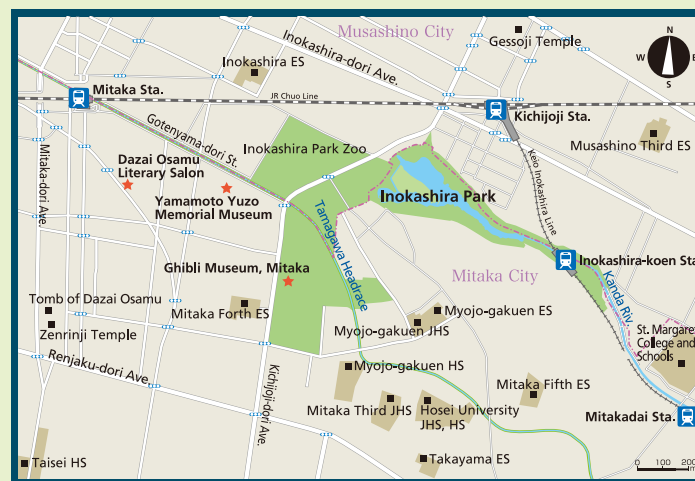 Musashino City
Gessoji Temple
N
W
E
S
Inokashira-dori Ave.
Inokashira ES
Mitaka Sta.
JR Chuo Line
Kichijoji Sta.
Gotenyama-dori St.
Inokashira Park Zoo
Musashino Third ES
Mitaka-dori Ave.
Dazai Osamu
Literary Salon
Yamamoto Yuzo
Memorial Museum
Keio Inokashira Line
Inokashira Park
Tamagawa Headrace
Inokashira-koen Sta
Ghibli Museum, Mitaka
Mitaka City
Kanda Riv
Tomb of Dazai Osamu
Mitaka Forth ES
Myojo-gakuen ES
Zenrinji Temple
Myojo-gakuen JHS
St. Margaret
College and
Schools
Renjaku-dori Ave.
Kichijoji-dori Ave.
Myojo-gakuen HS
Mitaka Fifth ES
Mitaka Third JHS
Hosei University
JHS, HS
Mitakadai Sta.
Taisei HS
Takayama ES
0 100 200